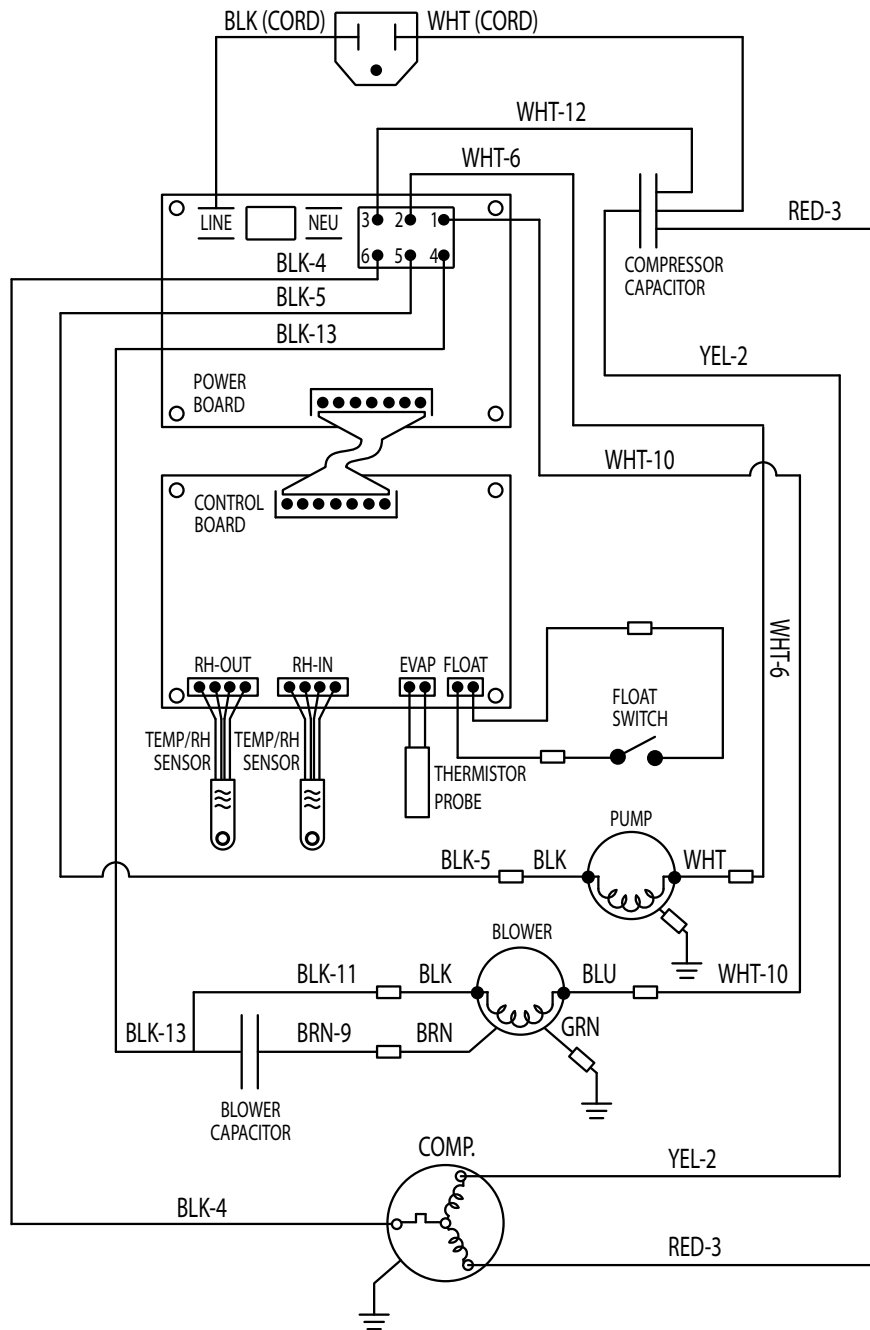 BLK (CORD)
WHT (CORD)
WHT-12
WHT-6
RED-3
LINE
NEU
3 2 1
6 5 4
BLK-4
BLK-5
BLK-13
COMPRESSOR
CAPACITOR
YEL-2
POWER
BOARD
WHT-10
CONTROL
BOARD
WHT-6
RH-OUT
RH-IN
EVAP
FLOAT
FLOAT
SWITCH
TEMP/RH
SENSOR
TEMP/RH
SENSOR
THERMISTOR
PROBE
PUMP
BLK-5
BLK
WHT
BLOWER
BLK-11
BLK
BLU
WHT-10
BLK-13
BRN-9
BRN
GRN
BLOWER
CAPACITOR
COMP.
YEL-2
BLK-4
RED-3